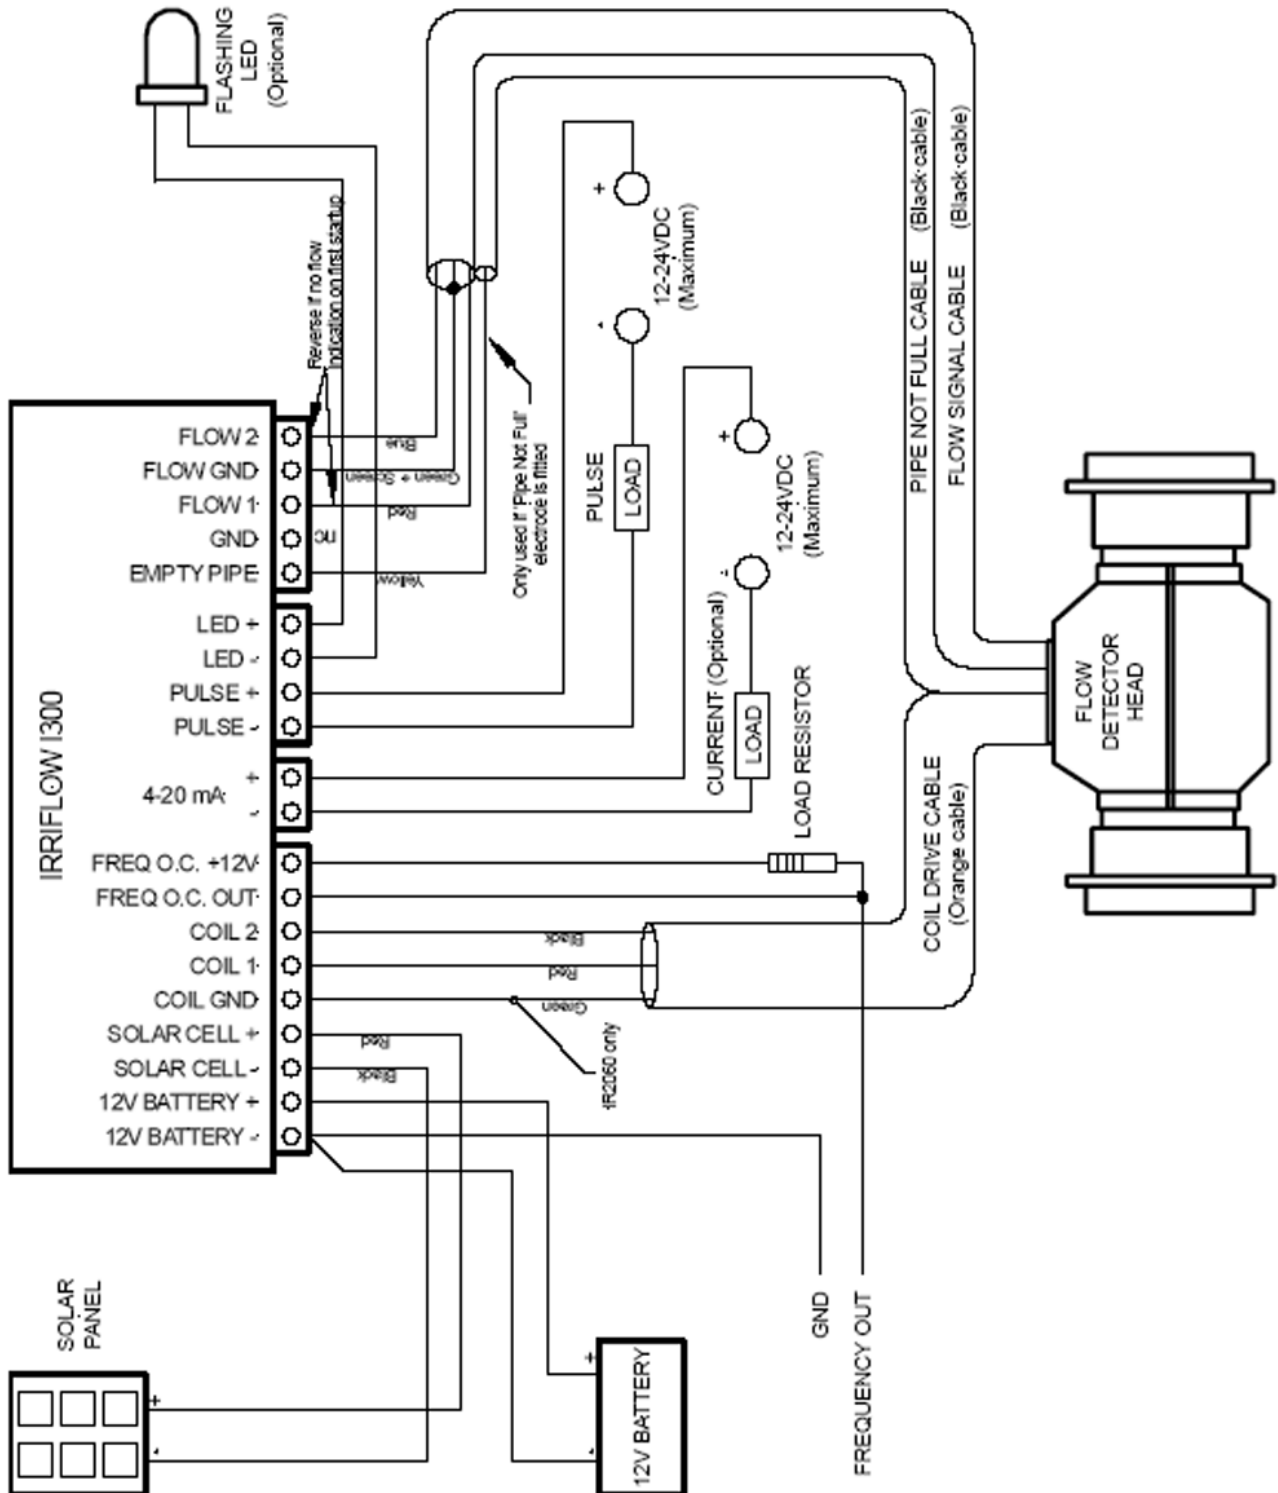 FLASHING
LED
(Optional)
Reverse if no flow
indication on first startup
12-24VDC
(Maximum)
+
-
PIPE NOT FULL CABLE (Black cable)
FLOW SIGNAL CABLE (Black cable)
IRRIFLOW I300
FLOW 2
FLOW GND
FLOW 1
GND
EMPTY PIPE
LED +
LED -
PULSE +
PULSE -
4-20 mA
+
-
FREQ O.C. +12V
FREQ O.C. OUT
COIL 2
COIL 1
COIL GND
SOLAR CELL +
SOLAR CELL -
12V BATTERY +
12V BATTERY -
Blue
Green + Screen
Red
nc
Yellow
Only used if 'Pipe Not Full'
electrode is fitted
PULSE
LOAD
+
-
12-24VDC
(Maximum)
CURRENT (Optional)
LOAD
LOAD RESISTOR
FLOW
DETECTOR
HEAD
COIL DRIVE CABLE
(Orange cable)
Black
Red
Green
IR2060 only
Red
Black
SOLAR
PANEL
+
-
12V BATTERY
+
-
GND
FREQUENCY OUT